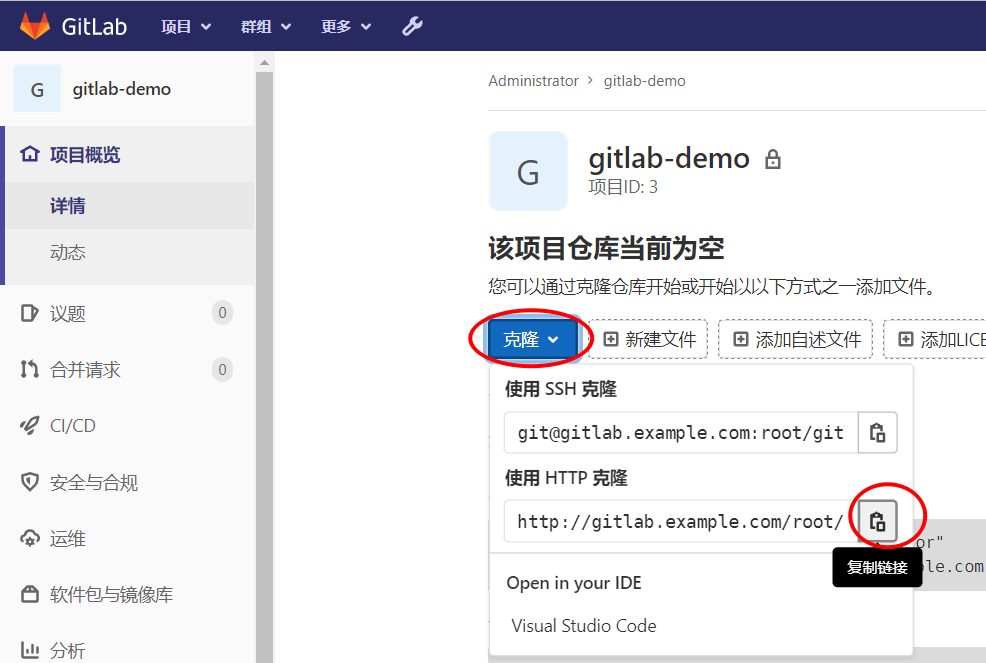 GitLab 项目 群组 更多
G gitlab-demo
项目概览
详情
动态
议题 0
合并请求 0
CI/CD
安全与合规
运维
软件包与镜像库
分析
Administrator > gitlab-demo
G
gitlab-demo
项目ID: 3
该项目仓库当前为空
您可以通过克隆仓库开始或开始以以下方式之一添加文件。
克隆 新建文件 添加自述文件 添加LICE
使用 SSH 克隆
git@gitlab.example.com:root/git
使用 HTTP 克隆
http://gitlab.example.com/root/
or"
ple.com
复制链接
Open in your IDE
Visual Studio Code